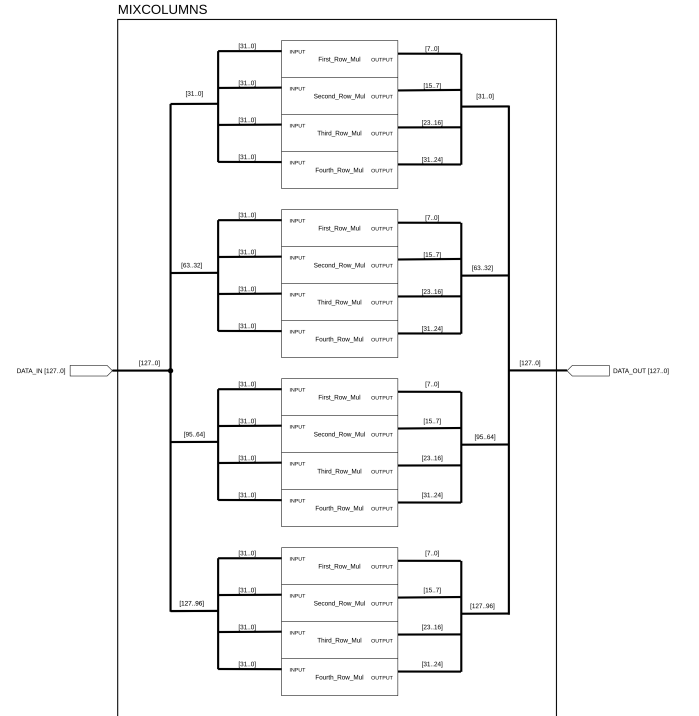 MIXCOLUMNS
[31..0] INPUT First_Row_Mul OUTPUT [7..0]
[31..0] INPUT Second_Row_Mul OUTPUT [15..7]
[31..0] [31..0]
[31..0] INPUT Third_Row_Mul OUTPUT [23..16]
[31..0] INPUT Fourth_Row_Mul OUTPUT [31..24]
[31..0] INPUT First_Row_Mul OUTPUT [7..0]
[31..0] INPUT Second_Row_Mul OUTPUT [15..7]
[63..32] [63..32]
[31..0] INPUT Third_Row_Mul OUTPUT [23..16]
[31..0] INPUT Fourth_Row_Mul OUTPUT [31..24]
DATA_IN [127..0] [127..0] [127..0] DATA_OUT [127..0]
[31..0] INPUT First_Row_Mul OUTPUT [7..0]
[31..0] INPUT Second_Row_Mul OUTPUT [15..7]
[95..64] [95..64]
[31..0] INPUT Third_Row_Mul OUTPUT [23..16]
[31..0] INPUT Fourth_Row_Mul OUTPUT [31..24]
[31..0] INPUT First_Row_Mul OUTPUT [7..0]
[31..0] INPUT Second_Row_Mul OUTPUT [15..7]
[127..96] [127..96]
[31..0] INPUT Third_Row_Mul OUTPUT [23..16]
[31..0] INPUT Fourth_Row_Mul OUTPUT [31..24]